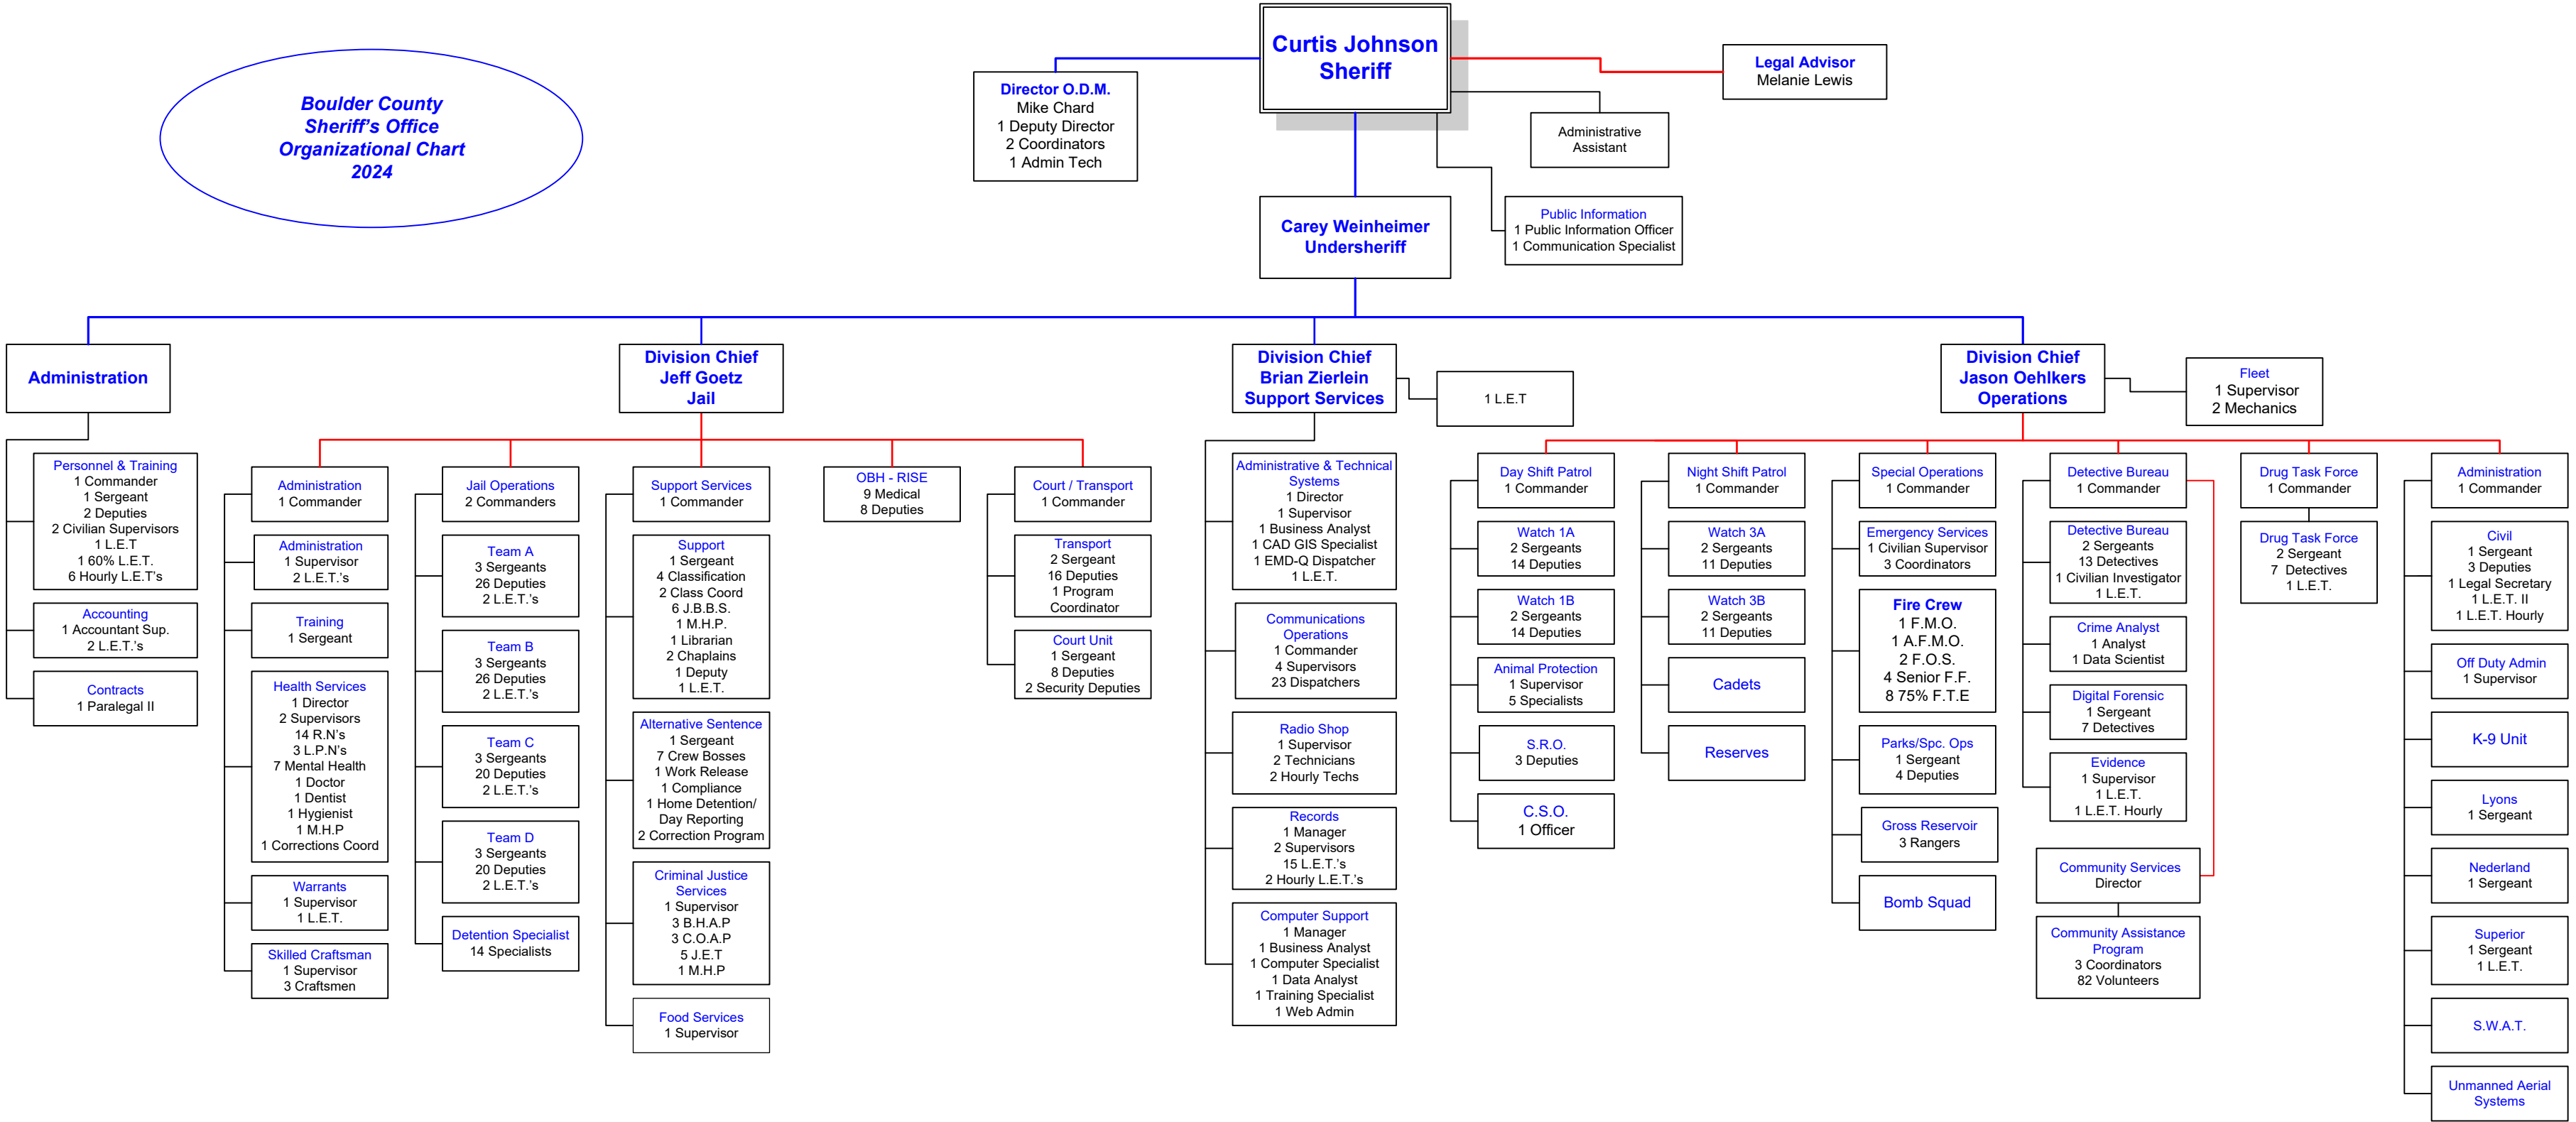 Boulder County
Sheriff's Office
Organizational Chart
2024
Curtis Johnson
Sheriff
Director O.D.M.
Mike Chard
1 Deputy Director
2 Coordinators
1 Admin Tech
Legal Advisor
Melanie Lewis
Administrative
Assistant
Public Information
1 Public Information Officer
1 Communication Specialist
Carey Weinheimer
Undersheriff
Administration
Personnel & Training
1 Commander
1 Sergeant
2 Deputies
2 Civilian Supervisors
1 L.E.T
1 60% L.E.T.
6 Hourly L.E.T's
Accounting
1 Accountant Sup.
2 L.E.T.'s
Contracts
1 Paralegal II
Division Chief
Jeff Goetz
Jail
Administration
1 Commander
Administration
1 Supervisor
2 L.E.T.'s
Training
1 Sergeant
Health Services
1 Director
2 Supervisors
14 R.N's
3 L.P.N's
7 Mental Health
1 Doctor
1 Dentist
1 Hygienist
1 M.H.P
1 Corrections Coord
Warrants
1 Supervisor
1 L.E.T.
Skilled Craftsman
1 Supervisor
3 Craftsmen
Jail Operations
2 Commanders
Team A
3 Sergeants
26 Deputies
2 L.E.T.'s
Team B
3 Sergeants
26 Deputies
2 L.E.T.'s
Team C
3 Sergeants
20 Deputies
2 L.E.T.'s
Team D
3 Sergeants
20 Deputies
2 L.E.T.'s
Detention Specialist
14 Specialists
Support Services
1 Commander
Support
1 Sergeant
4 Classification
2 Class Coord
6 J.B.B.S.
1 M.H.P.
1 Librarian
2 Chaplains
1 Deputy
1 L.E.T.
Alternative Sentence
1 Sergeant
7 Crew Bosses
1 Work Release
1 Compliance
1 Home Detention/
Day Reporting
2 Correction Program
Criminal Justice
Services
1 Supervisor
3 B.H.A.P
3 C.O.A.P
5 J.E.T
1 M.H.P
Food Services
1 Supervisor
OBH - RISE
9 Medical
8 Deputies
Court / Transport
1 Commander
Transport
2 Sergeant
16 Deputies
1 Program
Coordinator
Court Unit
1 Sergeant
8 Deputies
2 Security Deputies
Division Chief
Brian Zierlein
Support Services
1 L.E.T
Administrative & Technical
Systems
1 Director
1 Supervisor
1 Business Analyst
1 CAD GIS Specialist
1 EMD-Q Dispatcher
1 L.E.T.
Communications
Operations
1 Commander
4 Supervisors
23 Dispatchers
Radio Shop
1 Supervisor
2 Technicians
2 Hourly Techs
Records
1 Manager
2 Supervisors
15 L.E.T.'s
2 Hourly L.E.T.'s
Computer Support
1 Manager
1 Business Analyst
1 Computer Specialist
1 Data Analyst
1 Training Specialist
1 Web Admin
Division Chief
Jason Oehlkers
Operations
Fleet
1 Supervisor
2 Mechanics
Day Shift Patrol
1 Commander
Watch 1A
2 Sergeants
14 Deputies
Watch 1B
2 Sergeants
14 Deputies
Animal Protection
1 Supervisor
5 Specialists
S.R.O.
3 Deputies
C.S.O.
1 Officer
Night Shift Patrol
1 Commander
Watch 3A
2 Sergeants
11 Deputies
Watch 3B
2 Sergeants
11 Deputies
Cadets
Reserves
Special Operations
1 Commander
Emergency Services
1 Civilian Supervisor
3 Coordinators
Fire Crew
1 F.M.O.
1 A.F.M.O.
2 F.O.S.
4 Senior F.F.
8 75% F.T.E
Parks/Spc. Ops
1 Sergeant
4 Deputies
Gross Reservoir
3 Rangers
Bomb Squad
Detective Bureau
1 Commander
Detective Bureau
2 Sergeants
13 Detectives
1 Civilian Investigator
1 L.E.T.
Crime Analyst
1 Analyst
1 Data Scientist
Digital Forensic
1 Sergeant
7 Detectives
Evidence
1 Supervisor
1 L.E.T.
1 L.E.T. Hourly
Community Services
Director
Community Assistance
Program
3 Coordinators
82 Volunteers
Drug Task Force
1 Commander
Drug Task Force
2 Sergeant
7 Detectives
1 L.E.T.
Administration
1 Commander
Civil
1 Sergeant
3 Deputies
1 Legal Secretary
1 L.E.T. II
1 L.E.T. Hourly
Off Duty Admin
1 Supervisor
K-9 Unit
Lyons
1 Sergeant
Nederland
1 Sergeant
Superior
1 Sergeant
1 L.E.T.
S.W.A.T.
Unmanned Aerial
Systems